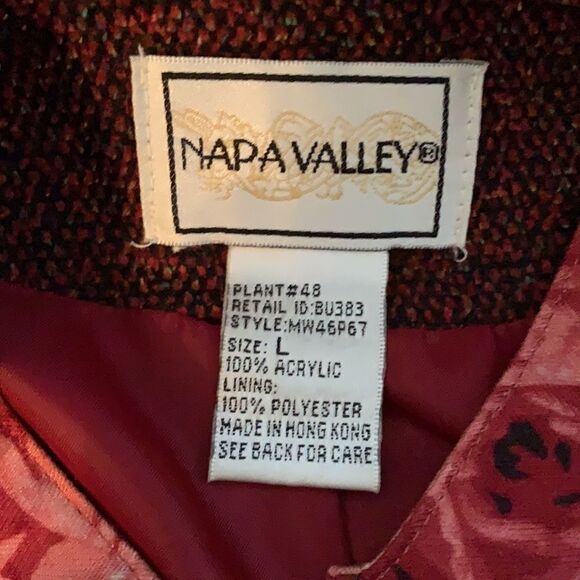 NAPA VALLEY®
PLANT#48
RETAIL ID:BU383
STYLE:MW46P67
SIZE: L
100% ACRYLIC
LINING:
100% POLYESTER
MADE IN HONG KONG
SEE BACK FOR CARE